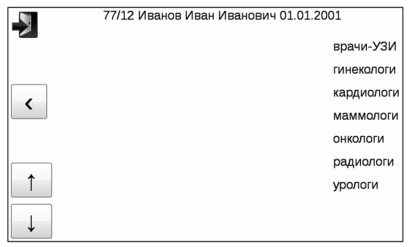 77/12 Иванов Иван Иванович 01.01.2001
врачи-УЗИ
гинекологи
кардиологи
маммологи
онкологи
радиологи
урологи